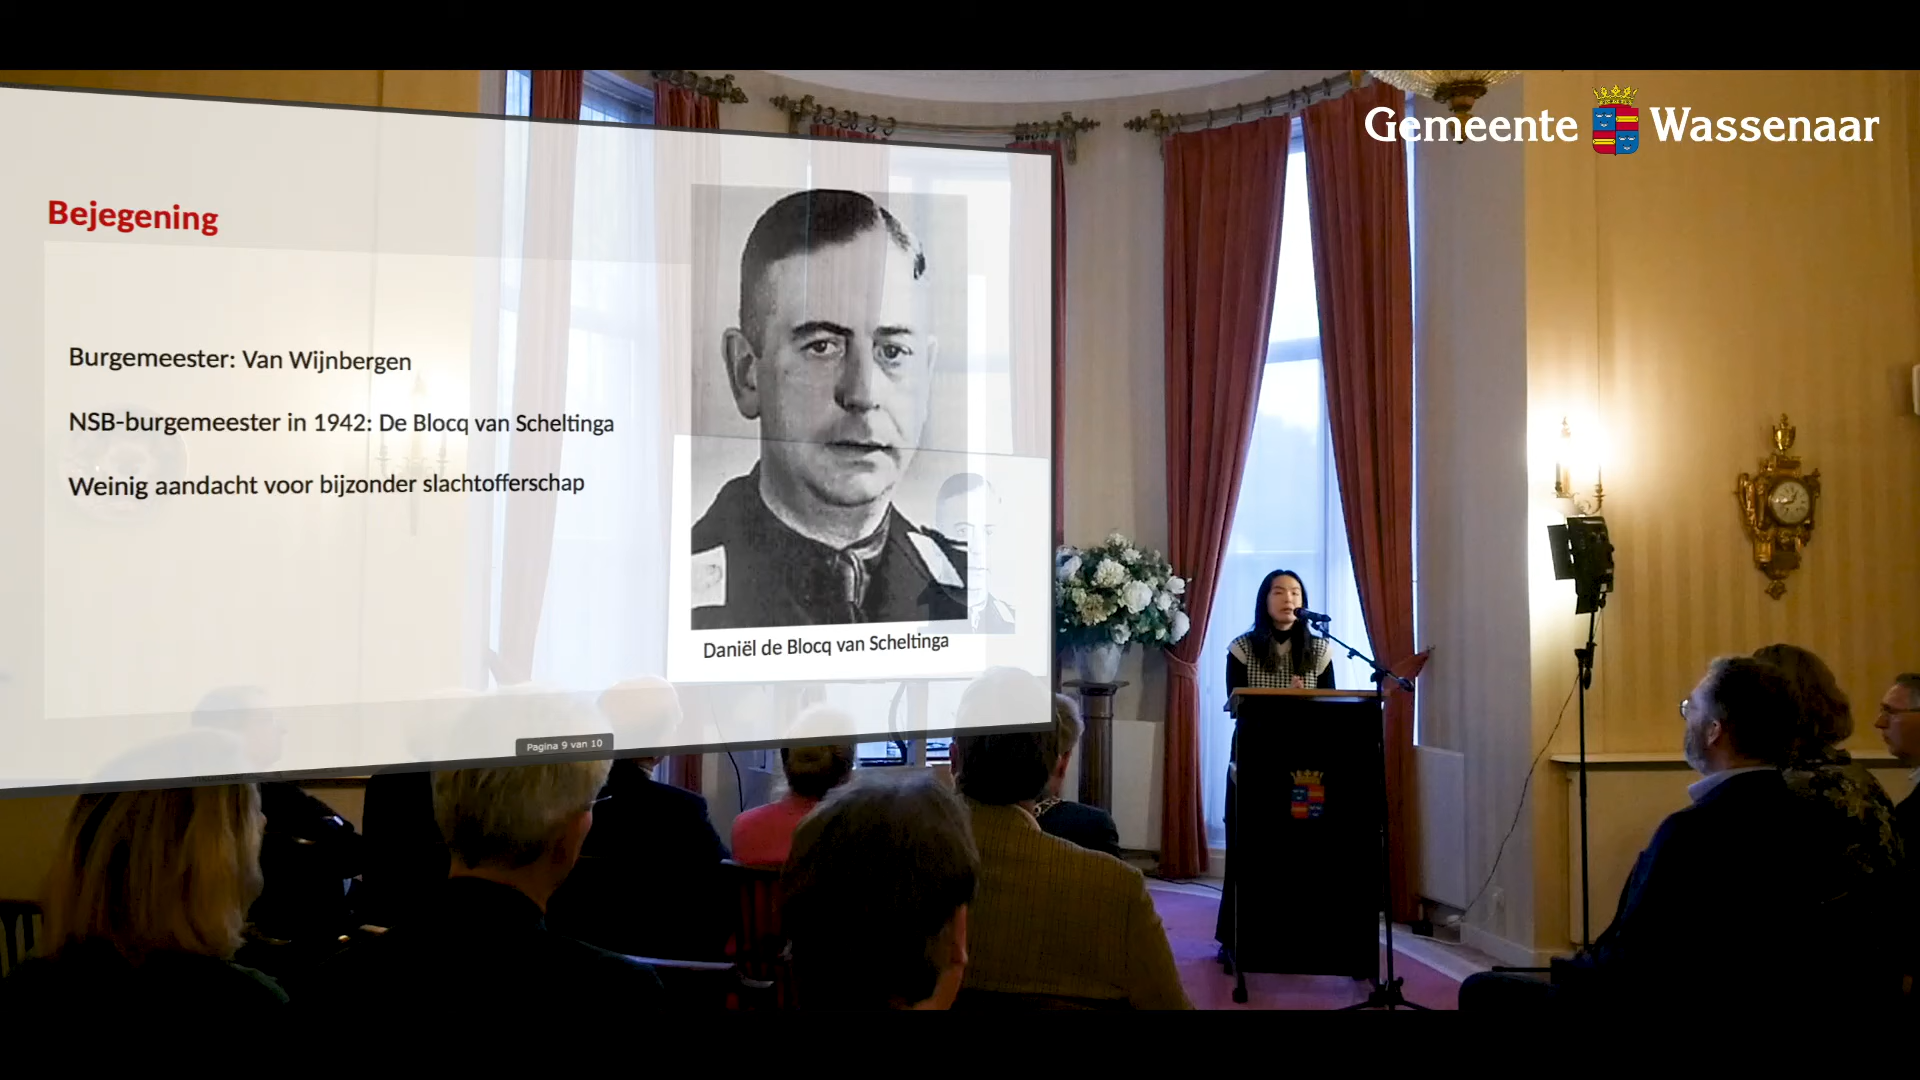 Gemeente Wassenaar
Bejegening
Burgemeester: Van Wijnbergen
NSB-burgemeester in 1942: De Blocq van Scheltinga
Weinig aandacht voor bijzonder slachtofferschap
Daniël de Blocq van Scheltinga
Pagina 9 van 10